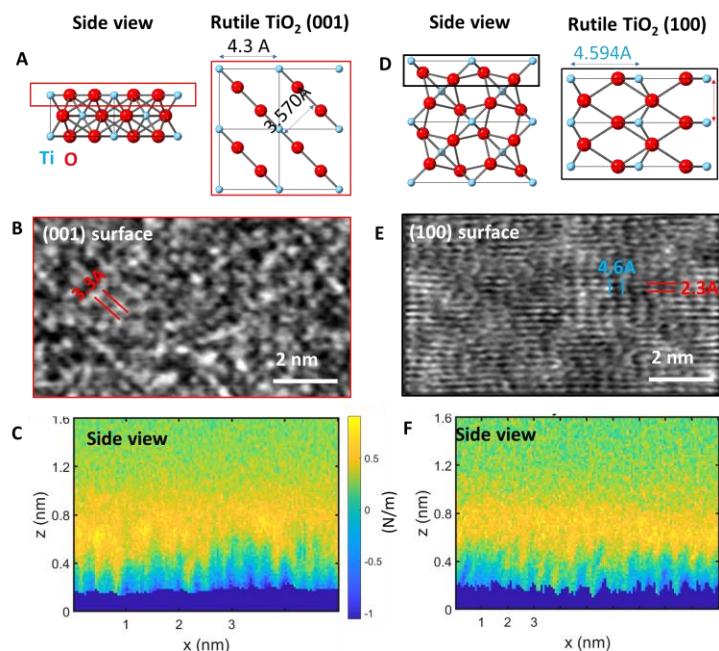 Side view
Rutile TiO2 (001)
Side view
Rutile TiO2 (100)
A
4.3 A
3.570A
Ti O
D
4.594A
B
(001) surface
3.3A
2 nm
E
(100) surface
4.6A
2.3A
2 nm
C
Side view
1.6
1.2
0.8
0.4
0
z (nm)
1 2 3
x (nm)
0.5
0
-0.5
-1
(N/m)
F
Side view
1.6
1.2
0.8
0.4
0
z (nm)
1 2 3
x (nm)